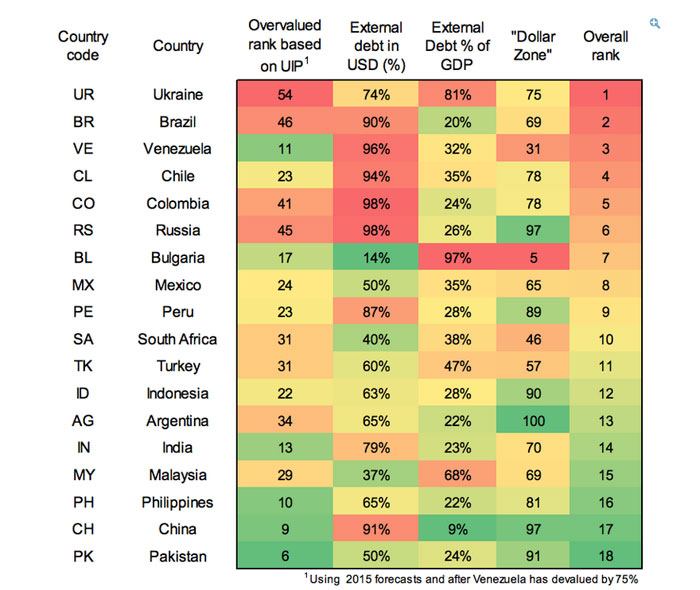 Country code Country Overvalued rank based on UIP1 External debt in USD (%) External Debt % of GDP "Dollar Zone" Overall rank
UR Ukraine 54 74% 81% 75 1
BR Brazil 46 90% 20% 69 2
VE Venezuela 11 96% 32% 31 3
CL Chile 23 94% 35% 78 4
CO Colombia 41 98% 24% 78 5
RS Russia 45 98% 26% 97 6
BL Bulgaria 17 14% 97% 5 7
MX Mexico 24 50% 35% 65 8
PE Peru 23 87% 28% 89 9
SA South Africa 31 40% 38% 46 10
TK Turkey 31 60% 47% 57 11
ID Indonesia 22 63% 28% 90 12
AG Argentina 34 65% 22% 100 13
IN India 13 79% 23% 70 14
MY Malaysia 29 37% 68% 69 15
PH Philippines 10 65% 22% 81 16
CH China 9 91% 9% 97 17
PK Pakistan 6 50% 24% 91 18
1Using 2015 forecasts and after Venezuela has devalued by 75%